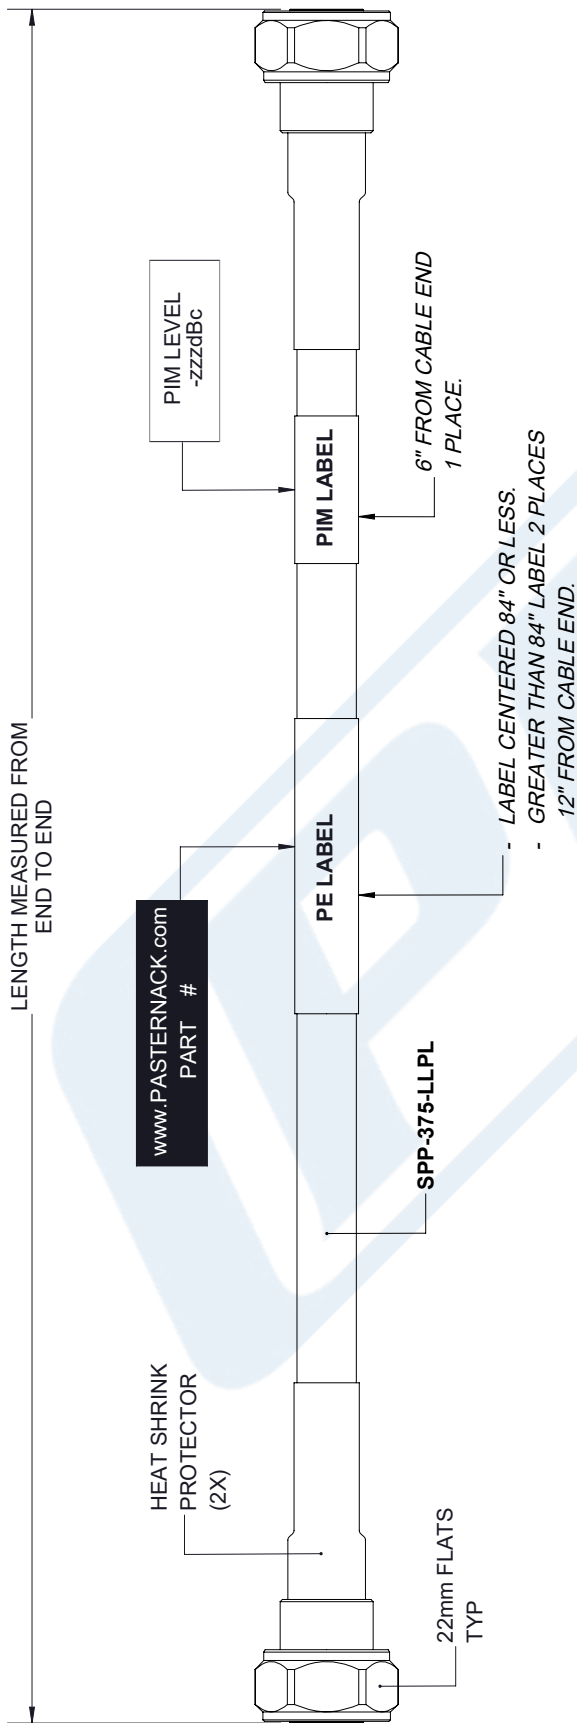 LENGTH MEASURED FROM
END TO END
www.PASTERNACK.com
PART #
PIM LEVEL
-zzzdBc
HEAT SHRINK
PROTECTOR
(2X)
PE LABEL
PIM LABEL
22mm FLATS
TYP
SPP-375-LLPL
6" FROM CABLE END
1 PLACE.
- LABEL CENTERED 84" OR LESS.
- GREATER THAN 84" LABEL 2 PLACES
12" FROM CABLE END.